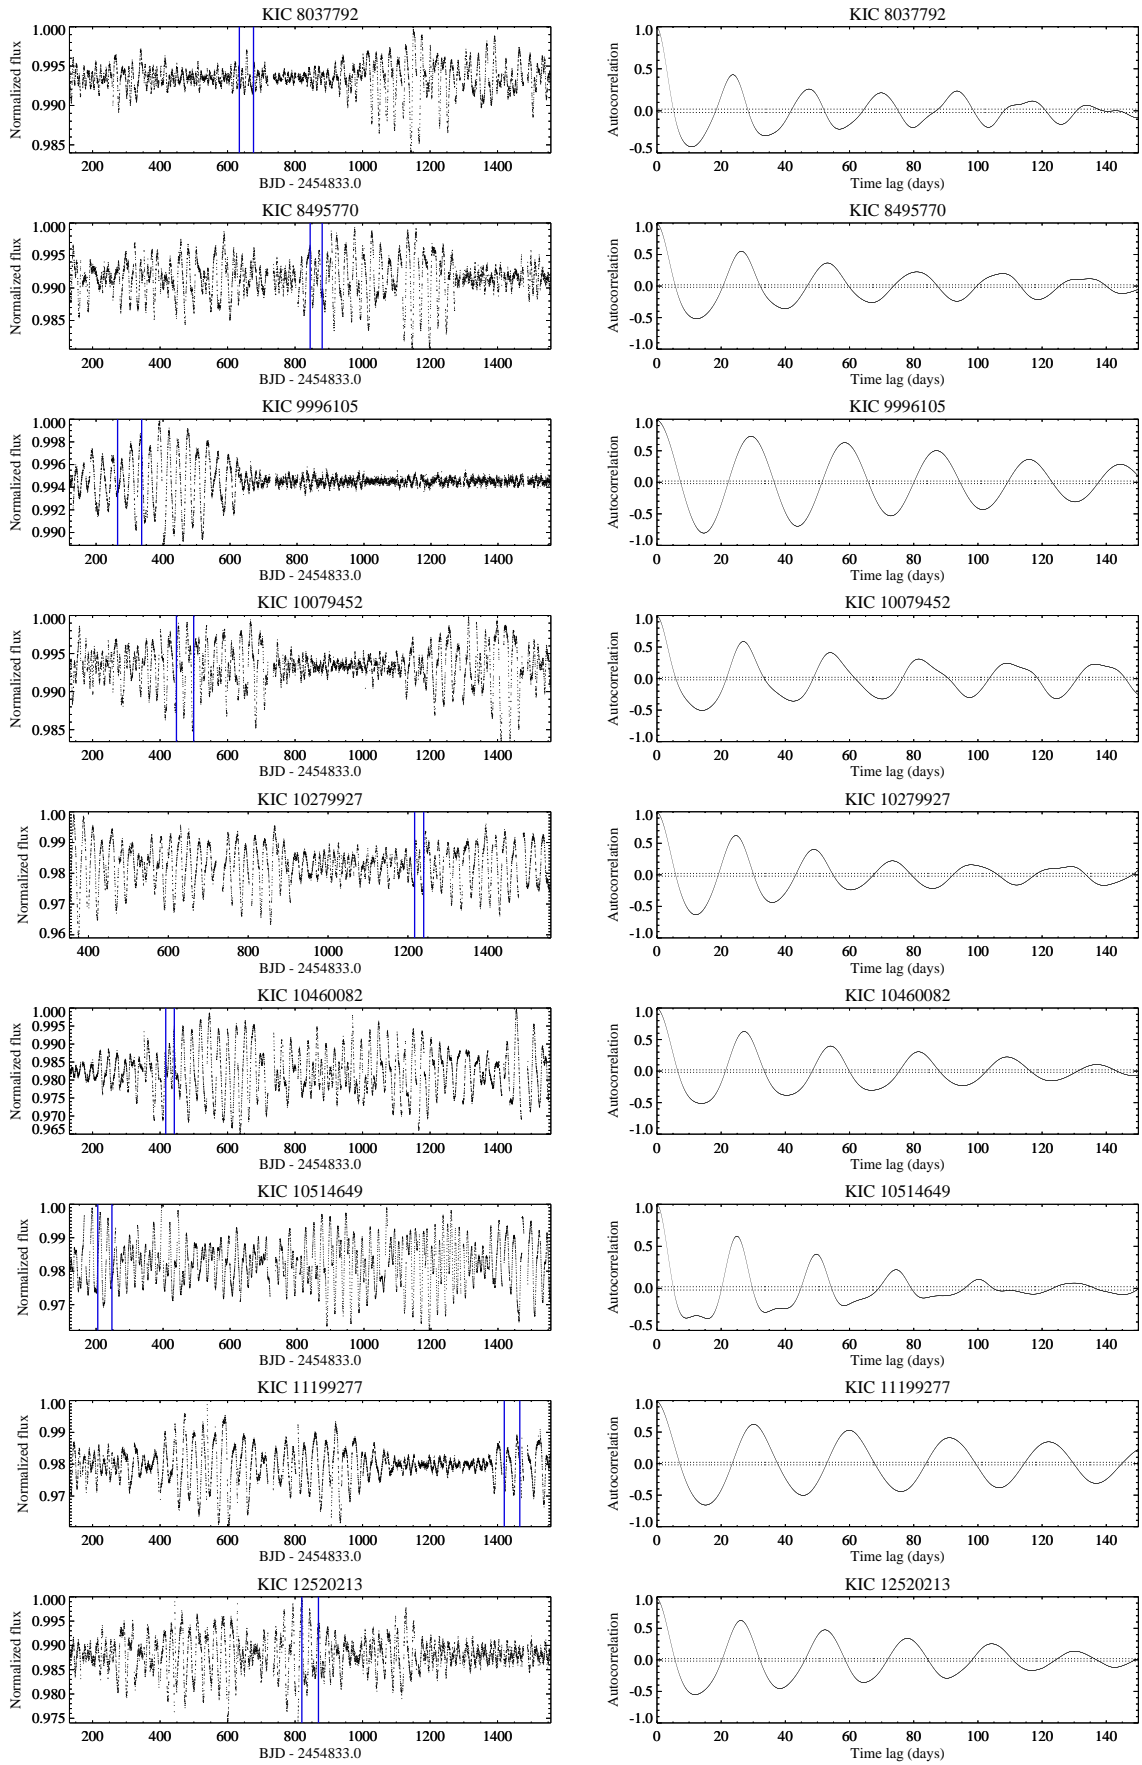 KIC 8037792 KIC 8037792
Normalized flux 1.000 0.995 0.990 0.985 Autocorrelation 0.5 0.0 -0.5
200 400 600 800 1000 1200 1400 0 20 40 60 80 100 120 140
BJD - 2454833.0 Time lag (days)
KIC 8495770 KIC 8495770
Normalized flux 1.000 0.995 0.990 0.985 Autocorrelation 1.0 0.5 0.0 -0.5 -1.0
200 400 600 800 1000 1200 1400 0 20 40 60 80 100 120 140
BJD - 2454833.0 Time lag (days)
KIC 9996105 KIC 9996105
Normalized flux 1.000 0.998 0.996 0.994 0.992 0.990 Autocorrelation 1.0 0.5 0.0 -0.5 -1.0
200 400 600 800 1000 1200 1400 0 20 40 60 80 100 120 140
BJD - 2454833.0 Time lag (days)
KIC 10079452 KIC 10079452
Normalized flux 1.000 0.995 0.990 0.985 Autocorrelation 1.0 0.5 0.0 -0.5 -1.0
200 400 600 800 1000 1200 1400 0 20 40 60 80 100 120 140
BJD - 2454833.0 Time lag (days)
KIC 10279927 KIC 10279927
Normalized flux 1.00 0.99 0.98 0.97 0.96 Autocorrelation 1.0 0.5 0.0 -0.5 -1.0
400 600 800 1000 1200 1400 0 20 40 60 80 100 120 140
BJD - 2454833.0 Time lag (days)
KIC 10460082 KIC 10460082
Normalized flux 1.000 0.995 0.990 0.985 0.980 0.975 0.970 0.965 Autocorrelation 1.0 0.5 0.0 -0.5 -1.0
200 400 600 800 1000 1200 1400 0 20 40 60 80 100 120 140
BJD - 2454833.0 Time lag (days)
KIC 10514649 KIC 10514649
Normalized flux 1.00 0.99 0.98 0.97 Autocorrelation 1.0 0.5 0.0 -0.5
200 400 600 800 1000 1200 1400 0 20 40 60 80 100 120 140
BJD - 2454833.0 Time lag (days)
KIC 11199277 KIC 11199277
Normalized flux 1.00 0.99 0.98 0.97 Autocorrelation 1.0 0.5 0.0 -0.5 -1.0
200 400 600 800 1000 1200 1400 0 20 40 60 80 100 120 140
BJD - 2454833.0 Time lag (days)
KIC 12520213 KIC 12520213
Normalized flux 1.000 0.995 0.990 0.985 0.980 0.975 Autocorrelation 1.0 0.5 0.0 -0.5 -1.0
200 400 600 800 1000 1200 1400 0 20 40 60 80 100 120 140
BJD - 2454833.0 Time lag (days)